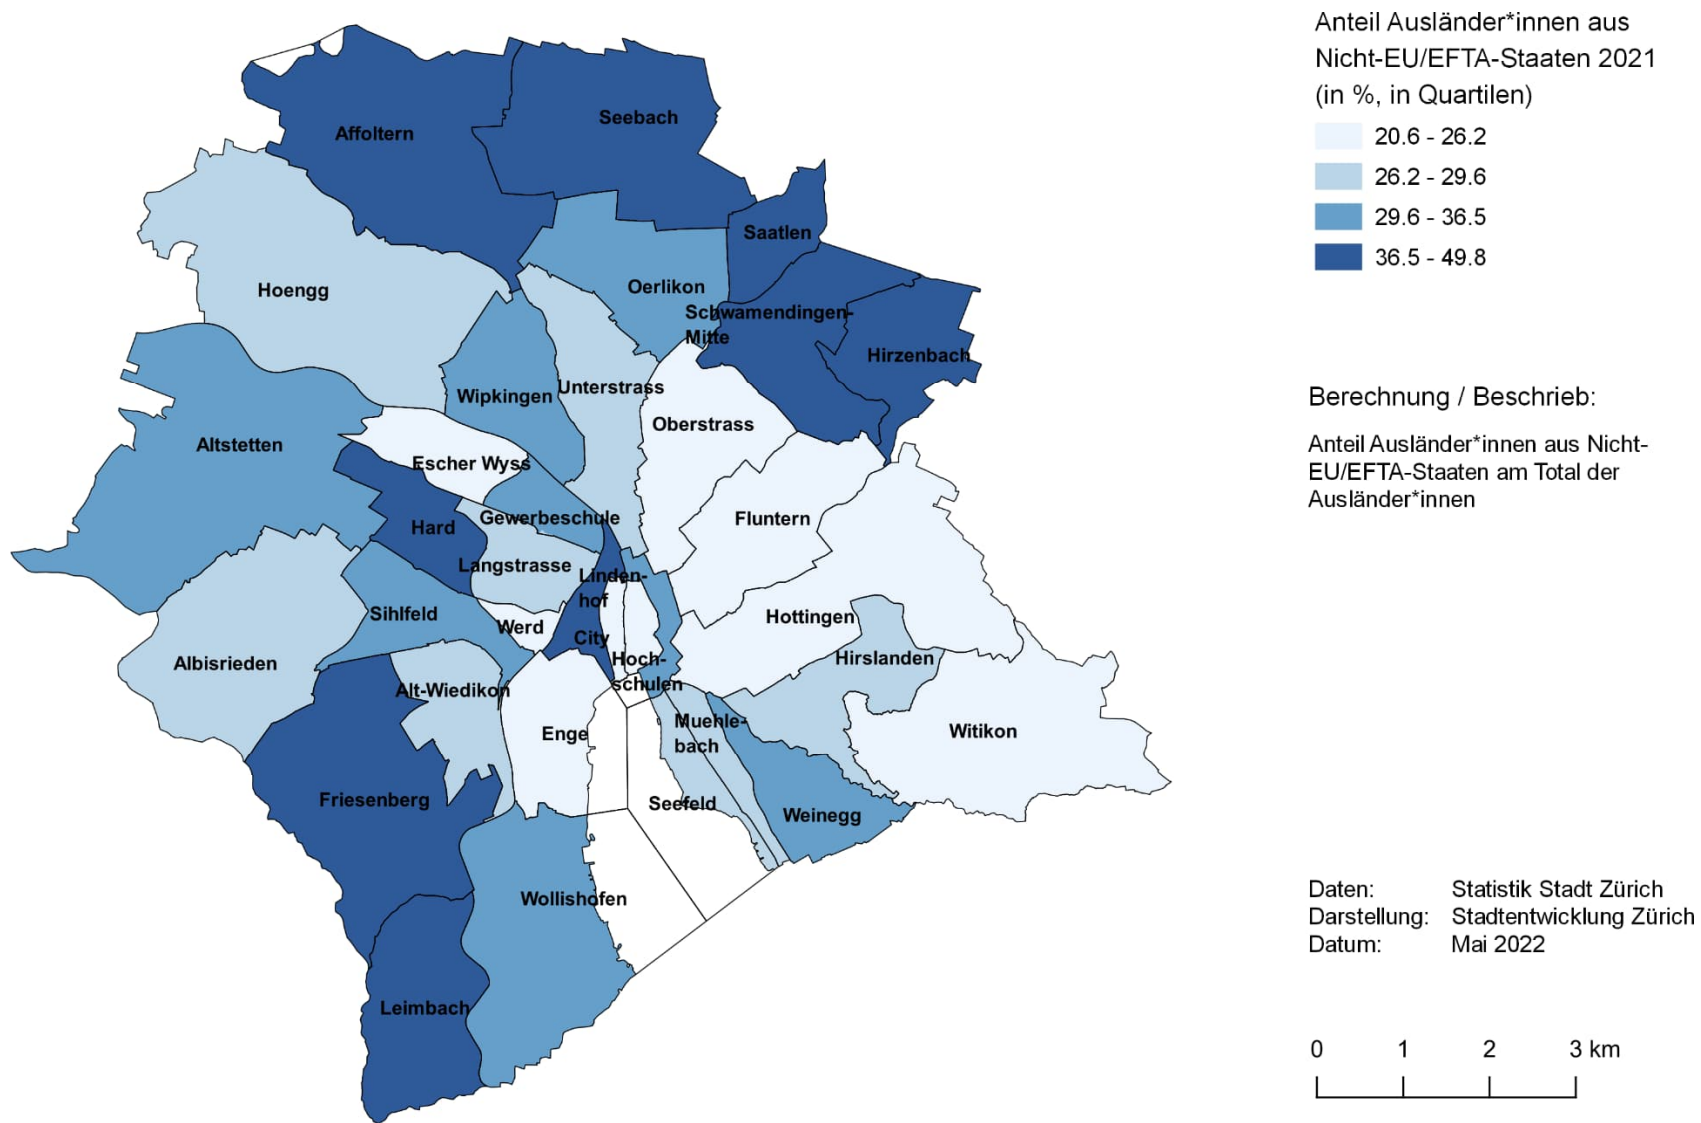 Anteil Ausländer*innen aus
Nicht-EU/EFTA-Staaten 2021
(in %, in Quartilen)
20.6 - 26.2
26.2 - 29.6
29.6 - 36.5
36.5 - 49.8
Berechnung / Beschrieb:
Anteil Ausländer*innen aus Nicht-
EU/EFTA-Staaten am Total der
Ausländer*innen
Daten: Statistik Stadt Zürich
Darstellung: Stadtentwicklung Zürich
Datum: Mai 2022
0 1 2 3 km
Affoltern
Seebach
Saatlen
Hoengg
Oerlikon
Schwamendingen-
Mitte
Hirzenbach
Wipkingen
Unterstrass
Oberstrass
Altstetten
Escher Wyss
Hard
Gewerbeschule
Fluntern
Langstrasse
Linden-
hof
Sihlfeld
Werd
City
Hottingen
Albisrieden
Hoch-
schulen
Hirslanden
Alt-Wiedikon
Enge
Muehle-
bach
Witikon
Friesenberg
Seefeld
Weinegg
Wollishofen
Leimbach